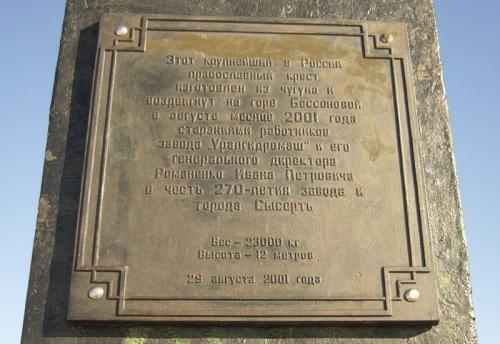 Этот крупнейший в России
православный крест
изготовлен из чугуна и
воздвигнут на горе Бессоновой
в августе месяце 2001 года
стараниями работников
завода „Уралгидромаш" и его
генерального директора
Романенко Ивана Петровича
в честь 270-летия завода и
города Сысерть
Вес – 23000 кг
Высота – 12 метров
29 августа 2001 года